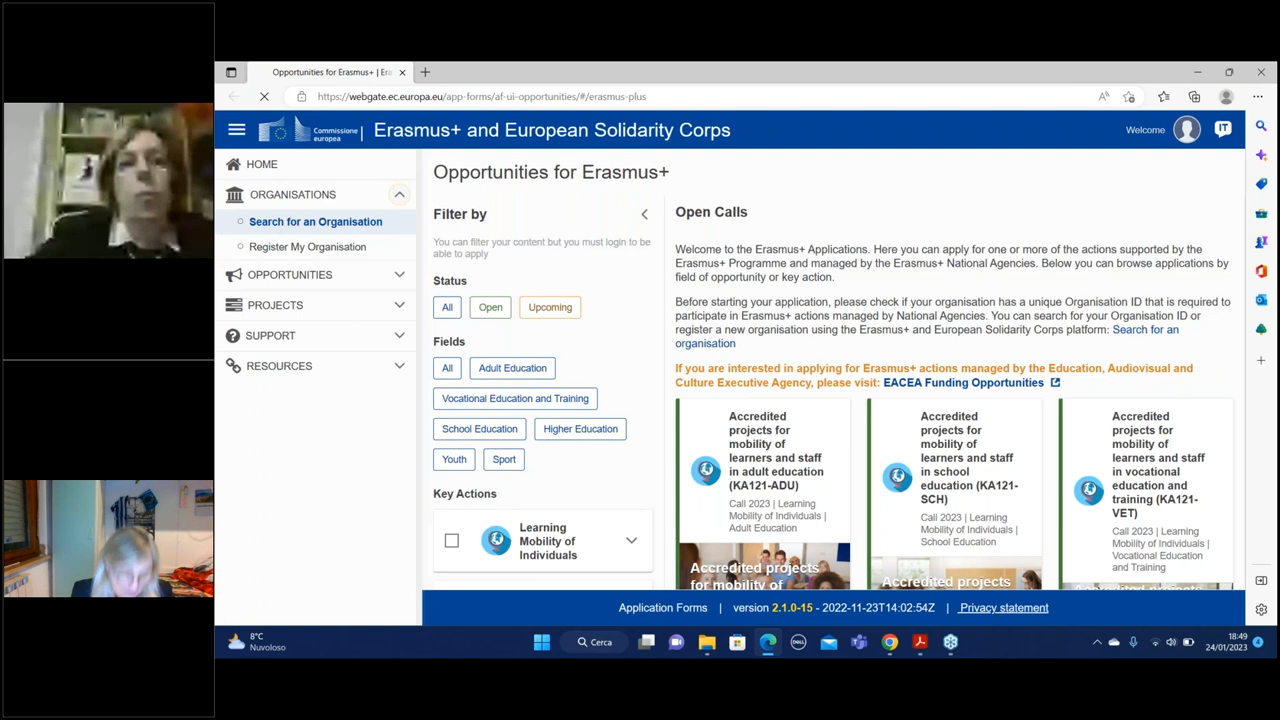 Opportunities for Erasmus+ | Era
https://webgate.ec.europa.eu/app-forms/af-ui-opportunities/#/erasmus-plus
Commissione
europea
Erasmus+ and European Solidarity Corps
Welcome
IT
HOME
ORGANISATIONS
Search for an Organisation
Register My Organisation
OPPORTUNITIES
PROJECTS
SUPPORT
RESOURCES
Opportunities for Erasmus+
Filter by
You can filter your content but you must login to be
able to apply
Status
All
Open
Upcoming
Fields
All
Adult Education
Vocational Education and Training
School Education
Higher Education
Youth
Sport
Key Actions
Learning
Mobility of
Individuals
Open Calls
Welcome to the Erasmus+ Applications. Here you can apply for one or more of the actions supported by the
Erasmus+ Programme and managed by the Erasmus+ National Agencies. Below you can browse applications by
field of opportunity or key action.
Before starting your application, please check if your organisation has a unique Organisation ID that is required to
participate in Erasmus+ actions managed by National Agencies. You can search for your Organisation ID or
register a new organisation using the Erasmus+ and European Solidarity Corps platform: Search for an
organisation
If you are interested in applying for Erasmus+ actions managed by the Education, Audiovisual and
Culture Executive Agency, please visit: EACEA Funding Opportunities
Accredited
projects for
mobility of
learners and staff
in adult education
(KA121-ADU)
Call 2023 | Learning
Mobility of Individuals |
Adult Education
Accredited projects
for mobility of
Accredited
projects for
mobility of
learners and staff
in school
education (KA121-
SCH)
Call 2023 | Learning
Mobility of Individuals |
School Education
Accredited projects
Accredited
projects for
mobility of
learners and staff
in vocational
education and
training (KA121-
VET)
Call 2023 | Learning
Mobility of Individuals |
Vocational Education
and Training
Accredited projects
Application Forms | version 2.1.0-15 - 2022-11-23T14:02:54Z | Privacy statement
8°C
Nuvoloso
Cerca
DELL
18:49
24/01/2023
4